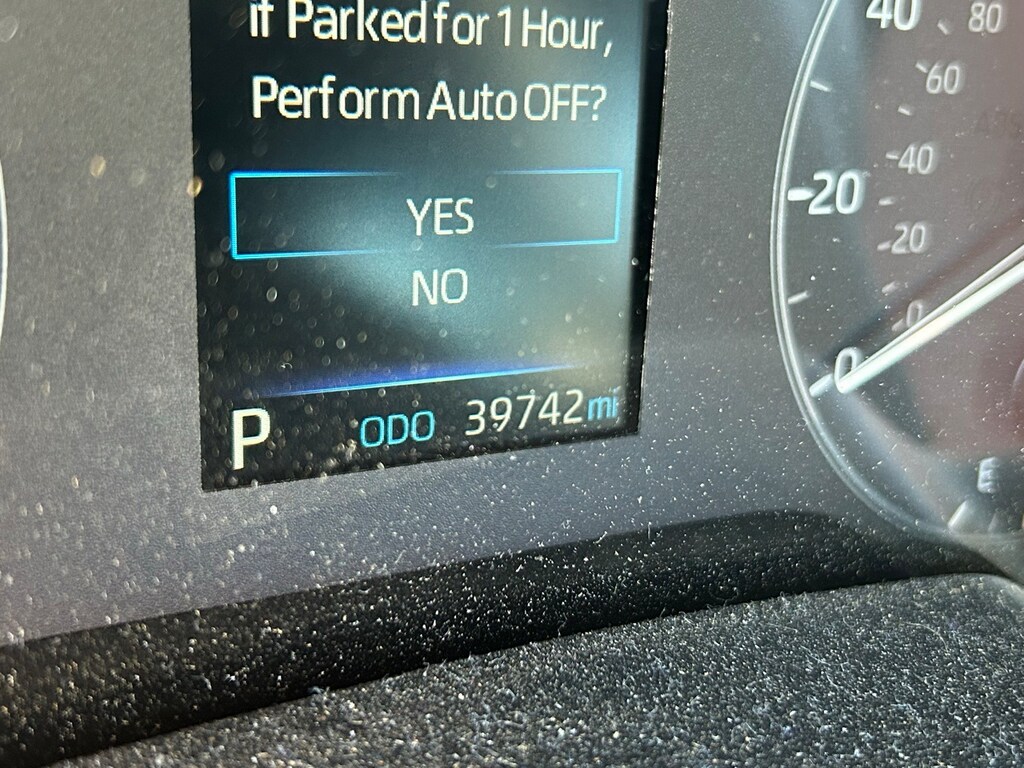 if Parked for 1 Hour,
Perform Auto OFF?
YES
NO
P ODO 39742 mi
40 80
60
40
20
20
0
0
E